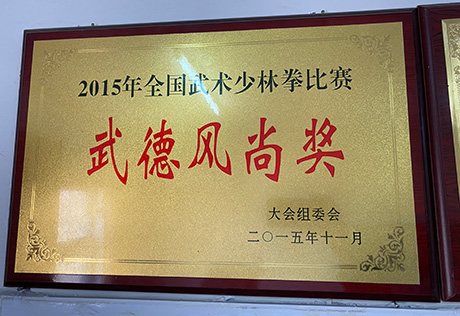 2015年全国武术少林拳比赛
武德风尚奖
大会组委会
二〇一五年十一月